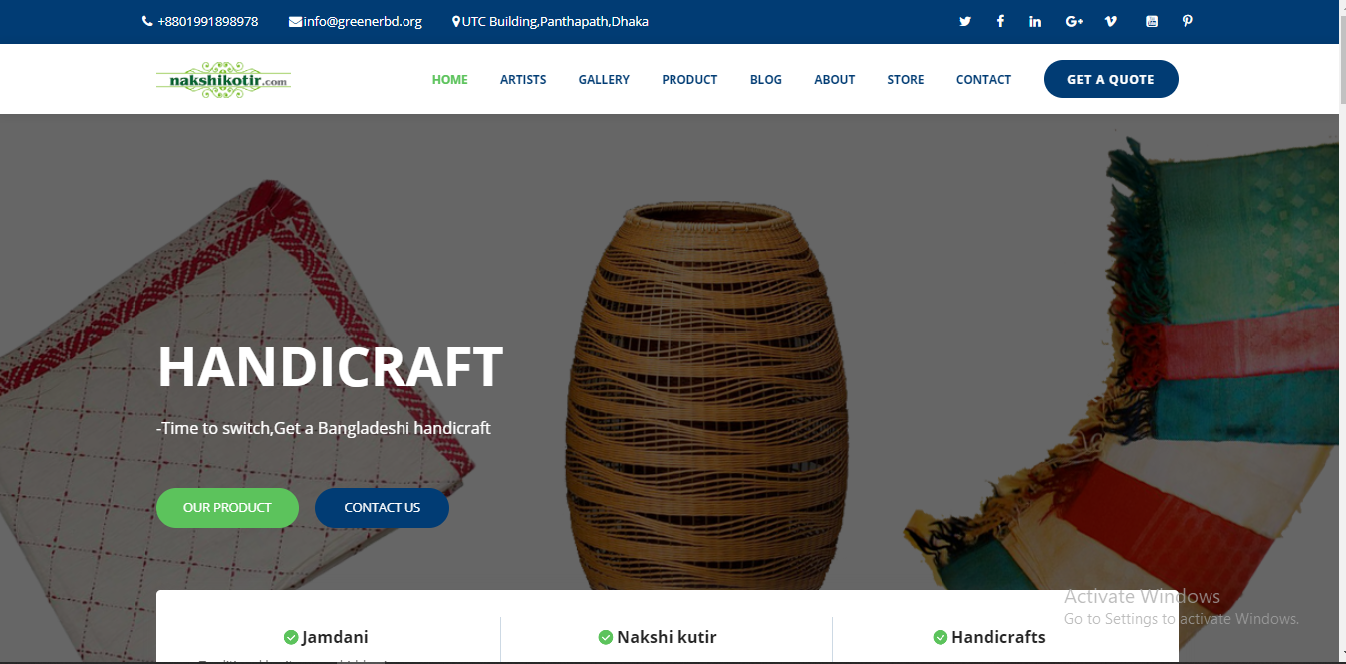 +8801991898978 info@greenerbd.org UTC Building,Panthapath,Dhaka
nakshikotir.com
HOME ARTISTS GALLERY PRODUCT BLOG ABOUT STORE CONTACT GET A QUOTE
HANDICRAFT
-Time to switch,Get a Bangladeshi handicraft
OUR PRODUCT CONTACT US
Activate Windows
Go to Settings to activate Windows.
Jamdani Nakshi kutir Handicrafts